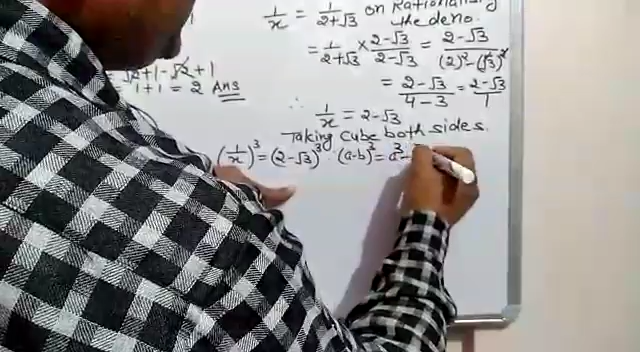 1/x = 1/(2+√3) on Rationalising
the deno.
= 1/(2+√3) × (2-√3)/(2-√3) = (2-√3)/((2)²-(√3)²)
= (2-√3)/(4-3) = (2-√3)/1
= √2+1-√2+1
= 1+1 = 2 Ans
∴ 1/x = 2-√3
Taking Cube both sides.
(1/x)³ = (2-√3)³ (a-b)³ = a³-